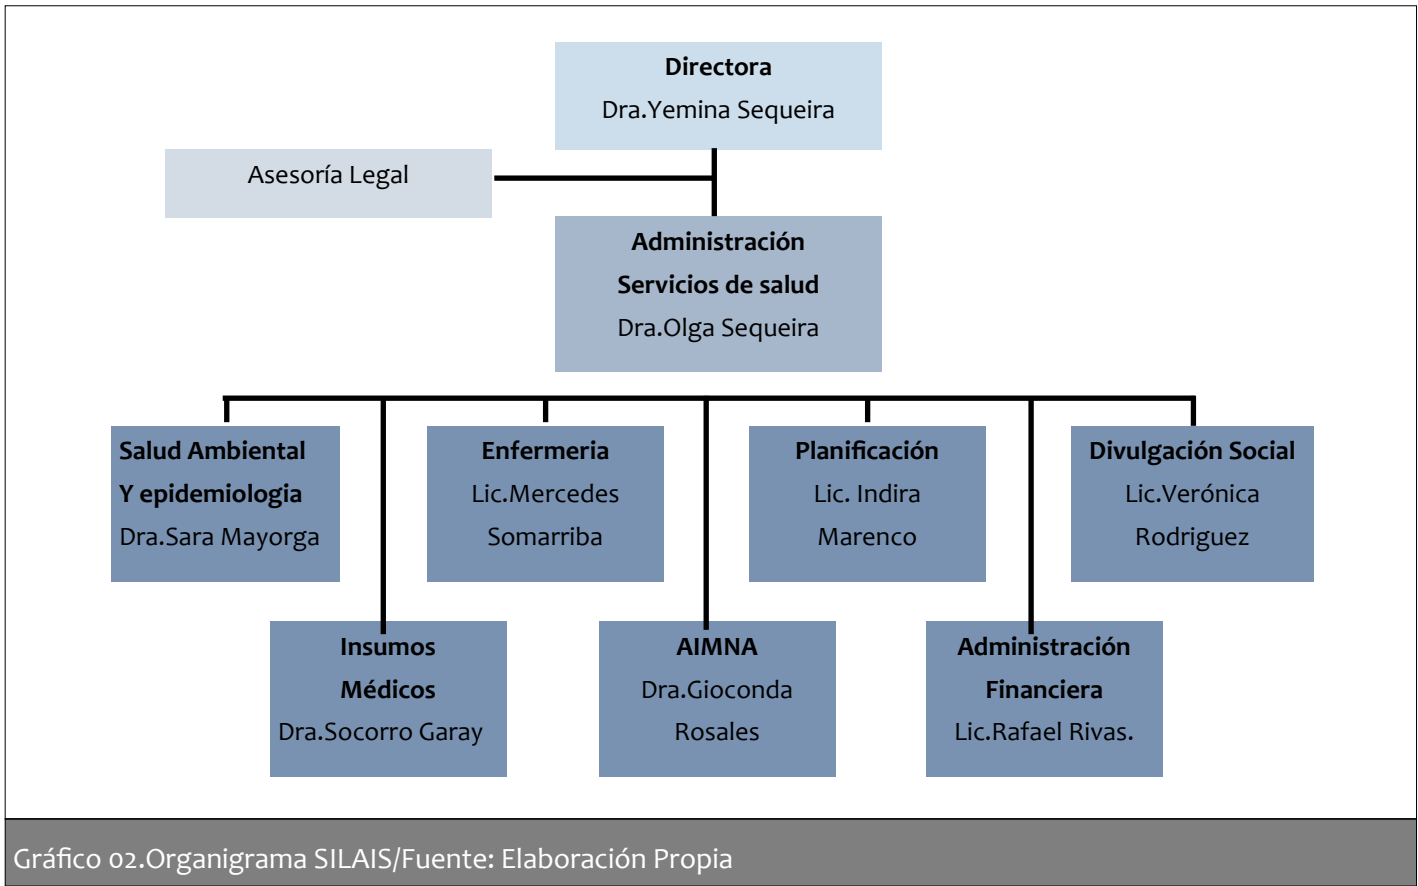 Directora
Dra.Yemina Sequeira
Asesoría Legal
Administración
Servicios de salud
Dra.Olga Sequeira
Salud Ambiental
Y epidemiologia
Dra.Sara Mayorga
Enfermeria
Lic.Mercedes
Somarriba
Planificación
Lic. Indira
Marenco
Divulgación Social
Lic.Verónica
Rodriguez
Insumos
Médicos
Dra.Socorro Garay
AIMNA
Dra.Gioconda
Rosales
Administración
Financiera
Lic.Rafael Rivas.
Gráfico 02.Organigrama SILAIS/Fuente: Elaboración Propia